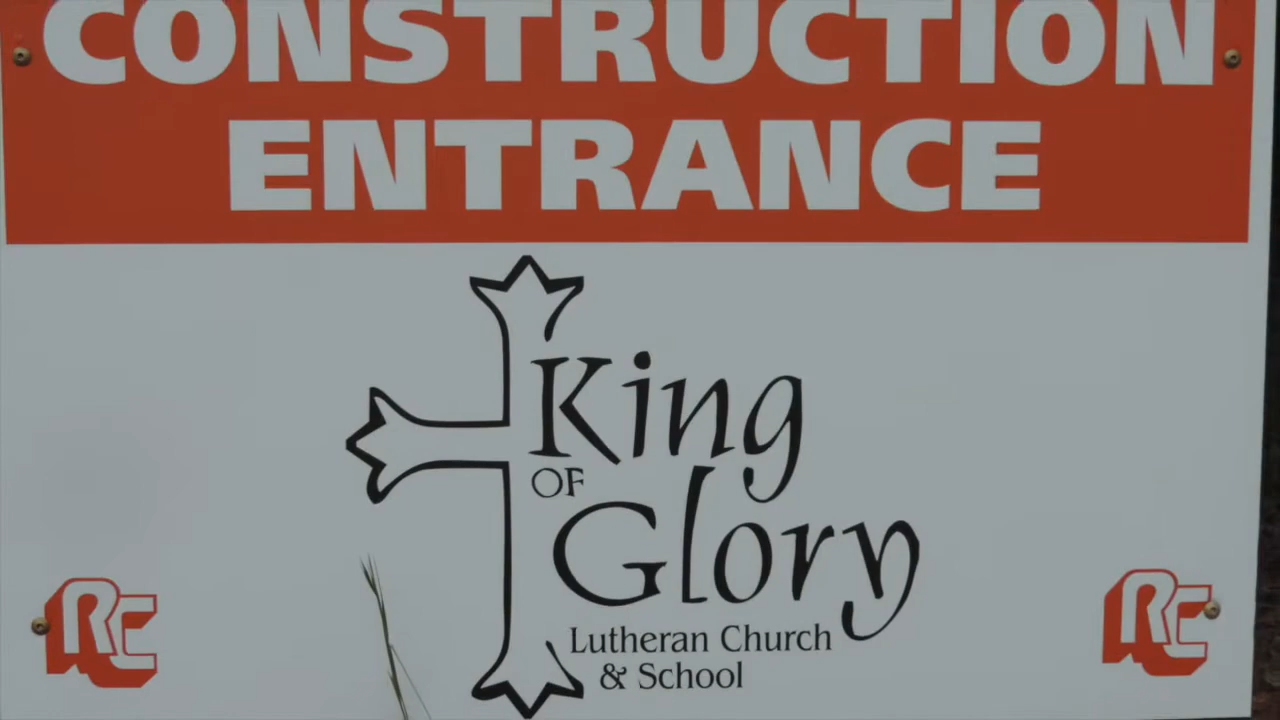 CONSTRUCTION
ENTRANCE
King
OF
Glory
Lutheran Church
& School
RC
RC